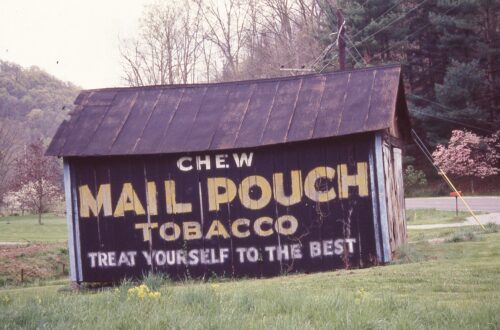 CHEW
MAIL POUCH
TOBACCO
TREAT YOURSELF TO THE BEST